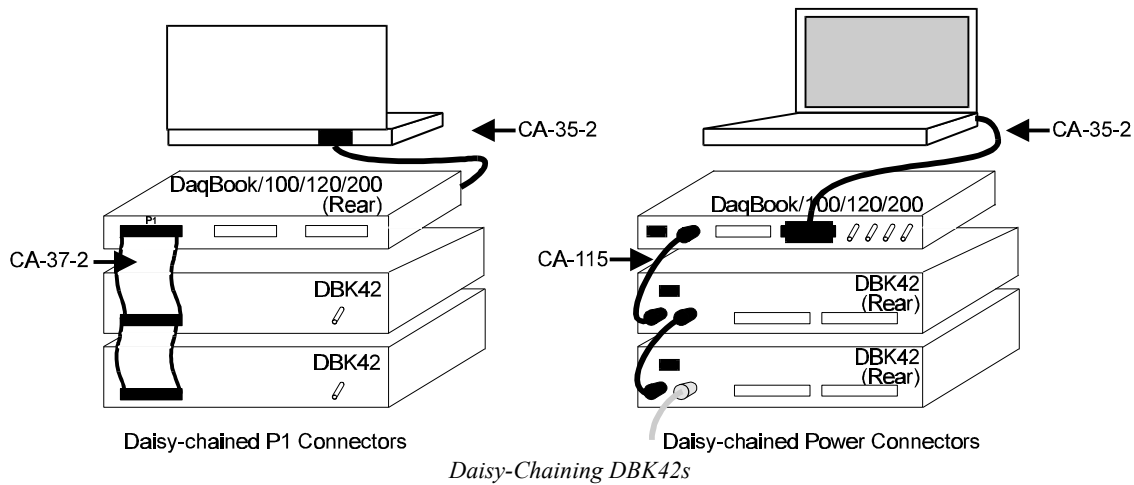 CA-35-2
DaqBook/100/120/200
(Rear)
P1
CA-37-2
DBK42
DBK42
Daisy-chained P1 Connectors
CA-35-2
DaqBook/100/120/200
CA-115
DBK42
(Rear)
DBK42
(Rear)
Daisy-chained Power Connectors
Daisy-Chaining DBK42s